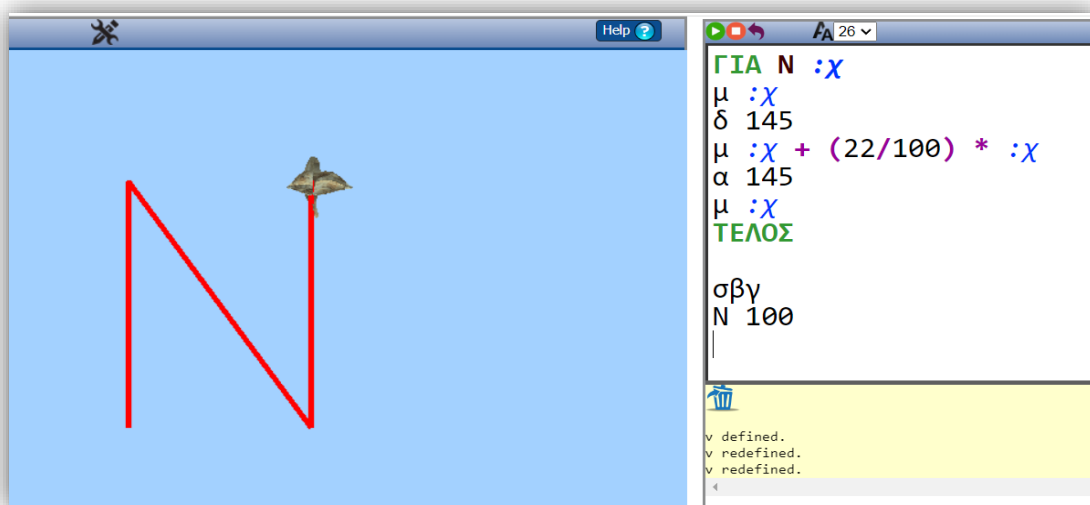 Help ?
26
ΓΙΑ Ν :χ
μ :χ
δ 145
μ :χ + (22/100) * :χ
α 145
μ :χ
ΤΕΛΟΣ
σβγ
Ν 100
v defined.
v redefined.
v redefined.